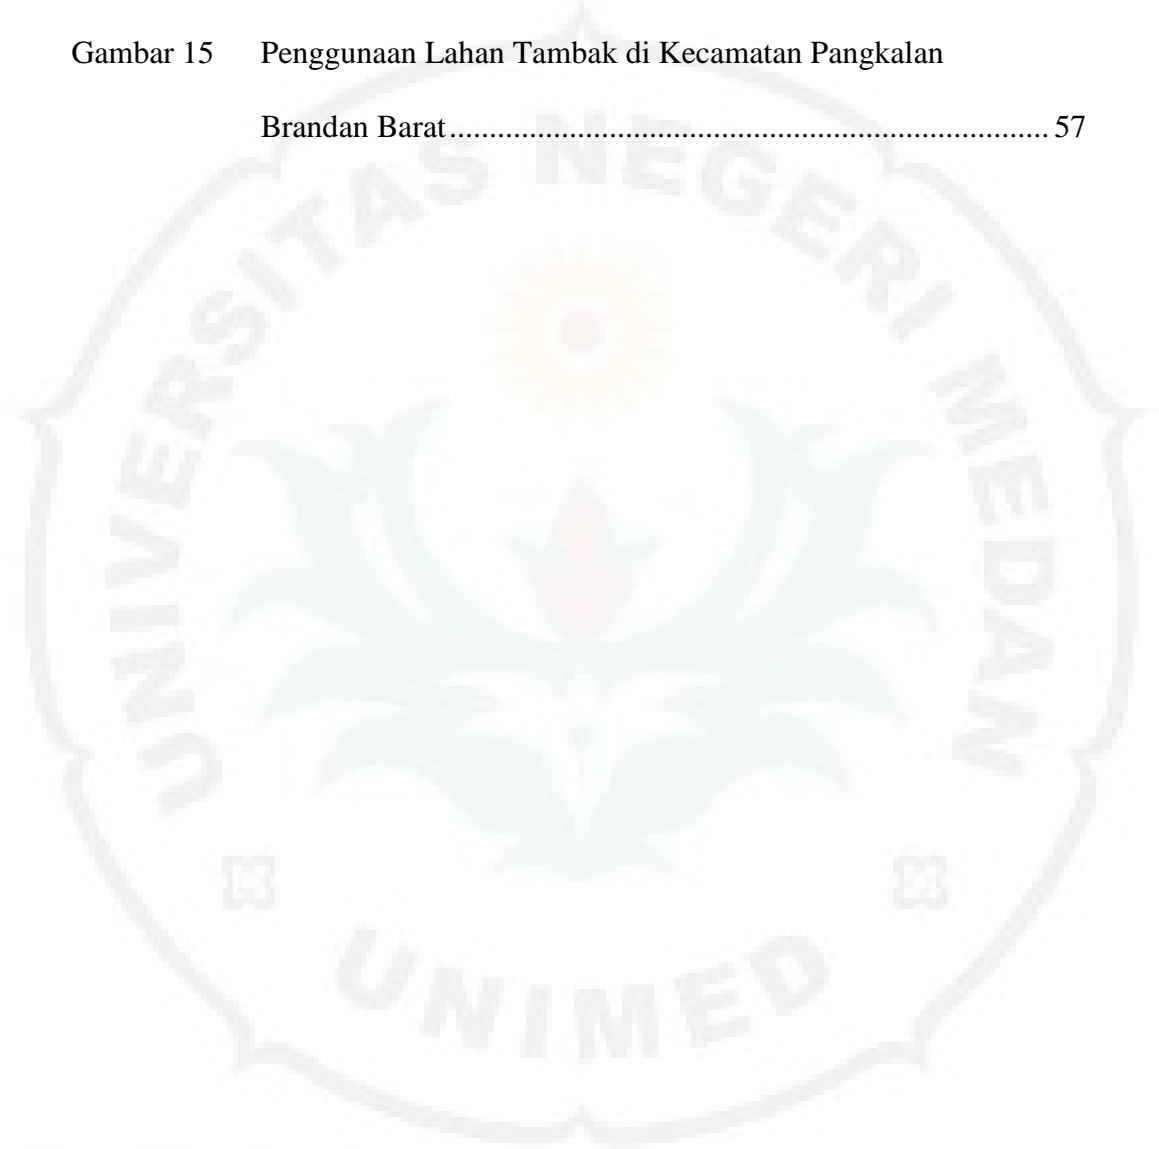 Gambar 15 Penggunaan Lahan Tambak di Kecamatan Pangkalan
Brandan Barat........................................................................... 57
UNIVERSITAS NEGERI MEDAN
UNIMED